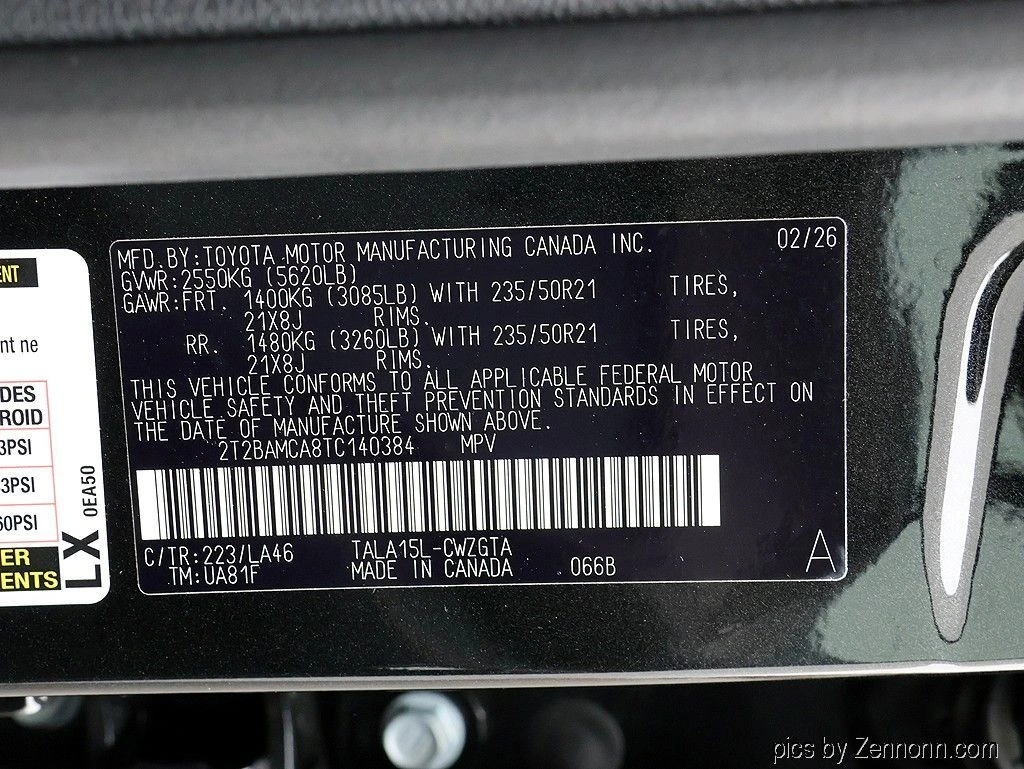 MFD.BY:TOYOTA MOTOR MANUFACTURING CANADA INC. 02/26
GVWR:2550KG (5620LB)
GAWR:FRT. 1400KG (3085LB) WITH 235/50R21 TIRES,
21X8J RIMS.
RR. 1480KG (3260LB) WITH 235/50R21 TIRES,
21X8J RIMS.
THIS VEHICLE CONFORMS TO ALL APPLICABLE FEDERAL MOTOR
VEHICLE SAFETY AND THEFT PREVENTION STANDARDS IN EFFECT ON
THE DATE OF MANUFACTURE SHOWN ABOVE.
2T2BAMCA8TC140384 MPV
C/TR:223/LA46 TALA15L-CWZGTA
TM:UA81F MADE IN CANADA 066B A
ENT
nt ne
DES
ROID
3PSI
3PSI
60PSI
ER
ENTS
LX 0EA50
pics by Zennonn.com